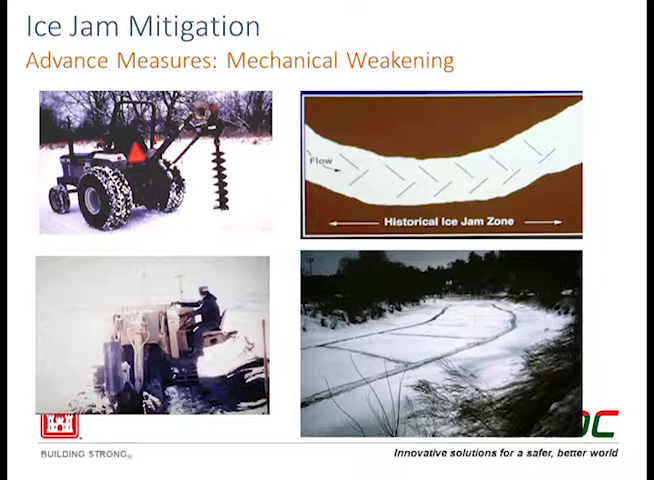 Ice Jam Mitigation
Advance Measures: Mechanical Weakening
Flow
Historical Ice Jam Zone
BUILDING STRONG®
Innovative solutions for a safer, better world